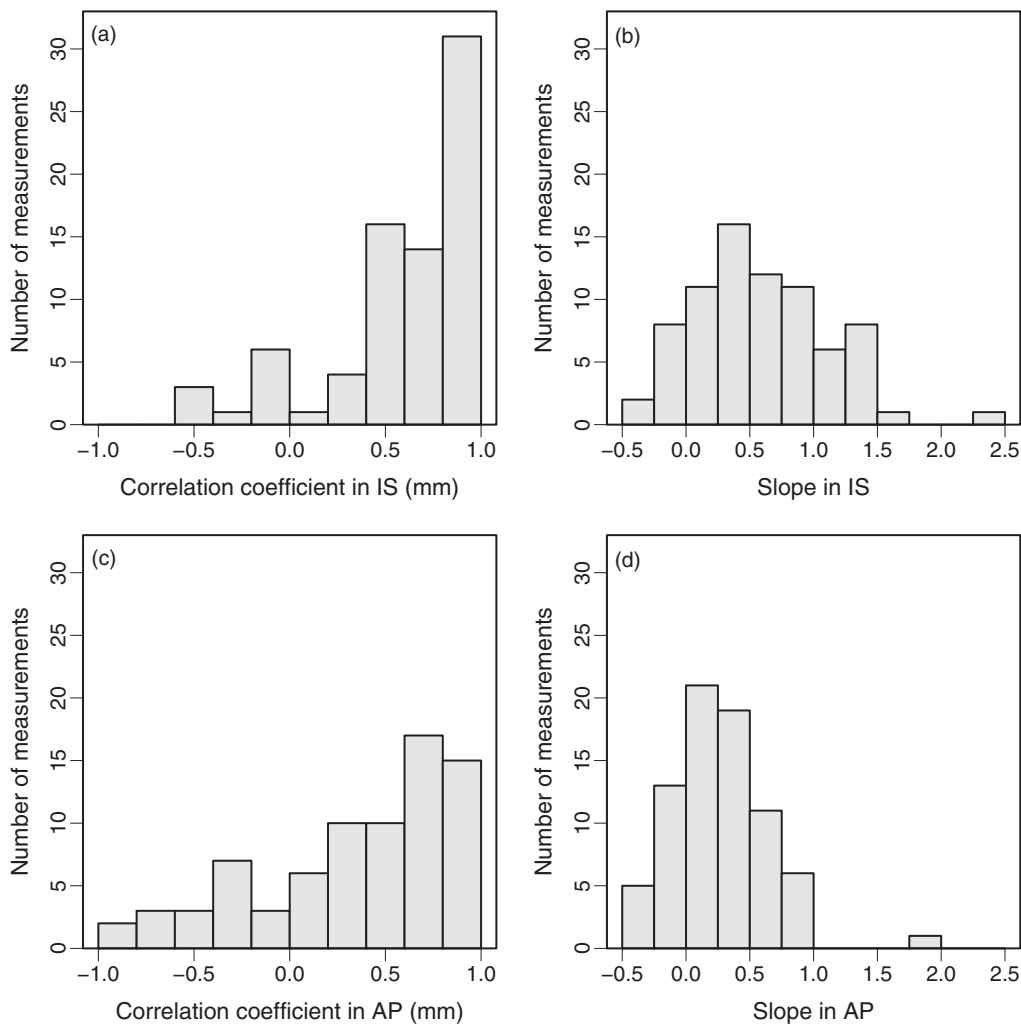 (a)
Number of measurements
0 5 10 15 20 25 30
−1.0 −0.5 0.0 0.5 1.0
Correlation coefficient in IS (mm)
(b)
Number of measurements
0 5 10 15 20 25 30
−0.5 0.0 0.5 1.0 1.5 2.0 2.5
Slope in IS
(c)
Number of measurements
0 5 10 15 20 25 30
−1.0 −0.5 0.0 0.5 1.0
Correlation coefficient in AP (mm)
(d)
Number of measurements
0 5 10 15 20 25 30
−0.5 0.0 0.5 1.0 1.5 2.0 2.5
Slope in AP